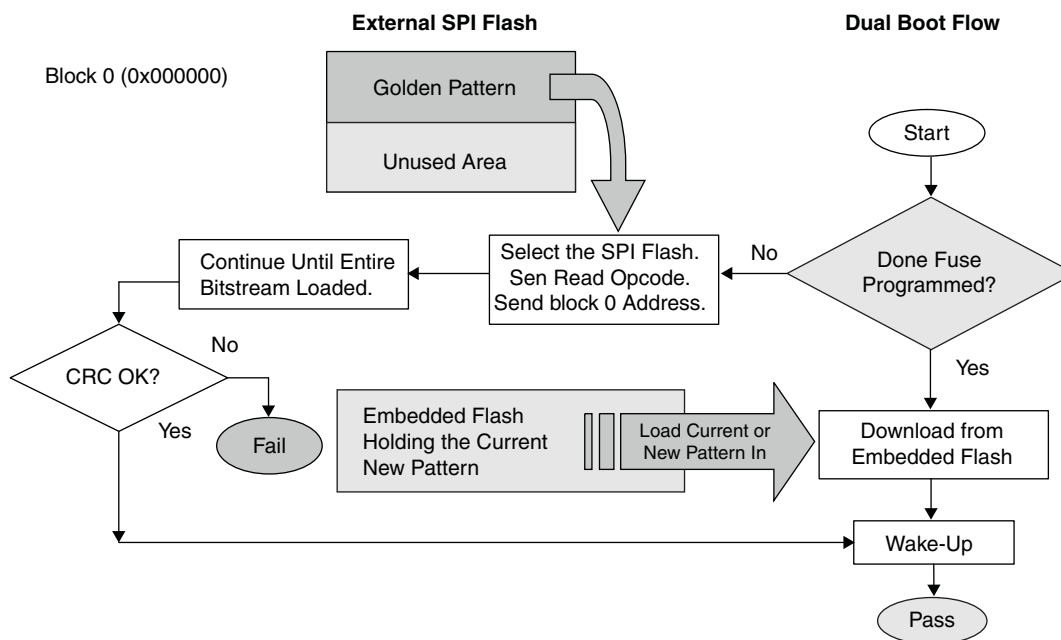 External SPI Flash
Dual Boot Flow
Block 0 (0x000000)
Golden Pattern
Unused Area
Start
Done Fuse
Programmed?
No
Select the SPI Flash.
Sen Read Opcode.
Send block 0 Address.
Continue Until Entire
Bitstream Loaded.
CRC OK?
No
Yes
Fail
Yes
Embedded Flash
Holding the Current
New Pattern
Load Current or
New Pattern In
Download from
Embedded Flash
Wake-Up
Pass